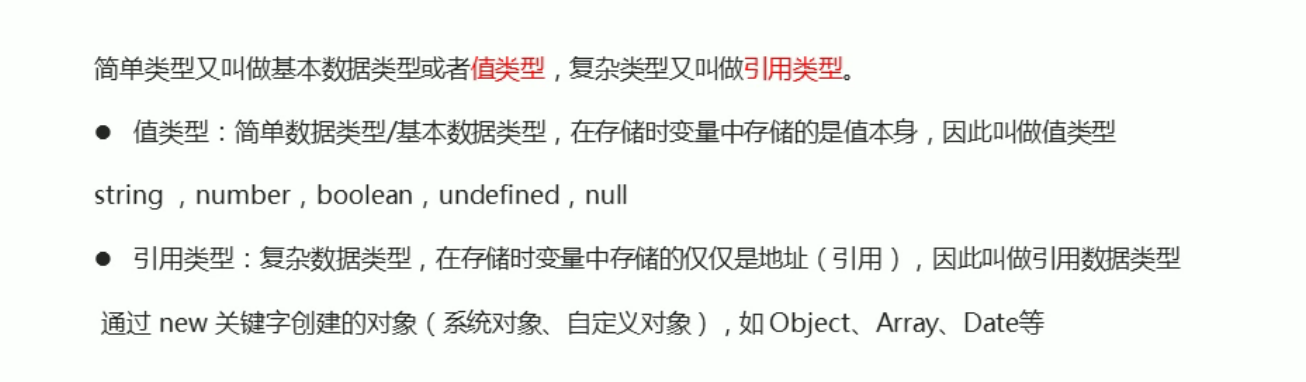 简单类型又叫做基本数据类型或者值类型，复杂类型又叫做引用类型。
● 值类型：简单数据类型/基本数据类型，在存储时变量中存储的是值本身，因此叫做值类型
string ，number，boolean，undefined，null
● 引用类型：复杂数据类型，在存储时变量中存储的仅仅是地址（引用），因此叫做引用数据类型
通过 new 关键字创建的对象（系统对象、自定义对象），如 Object、Array、Date等